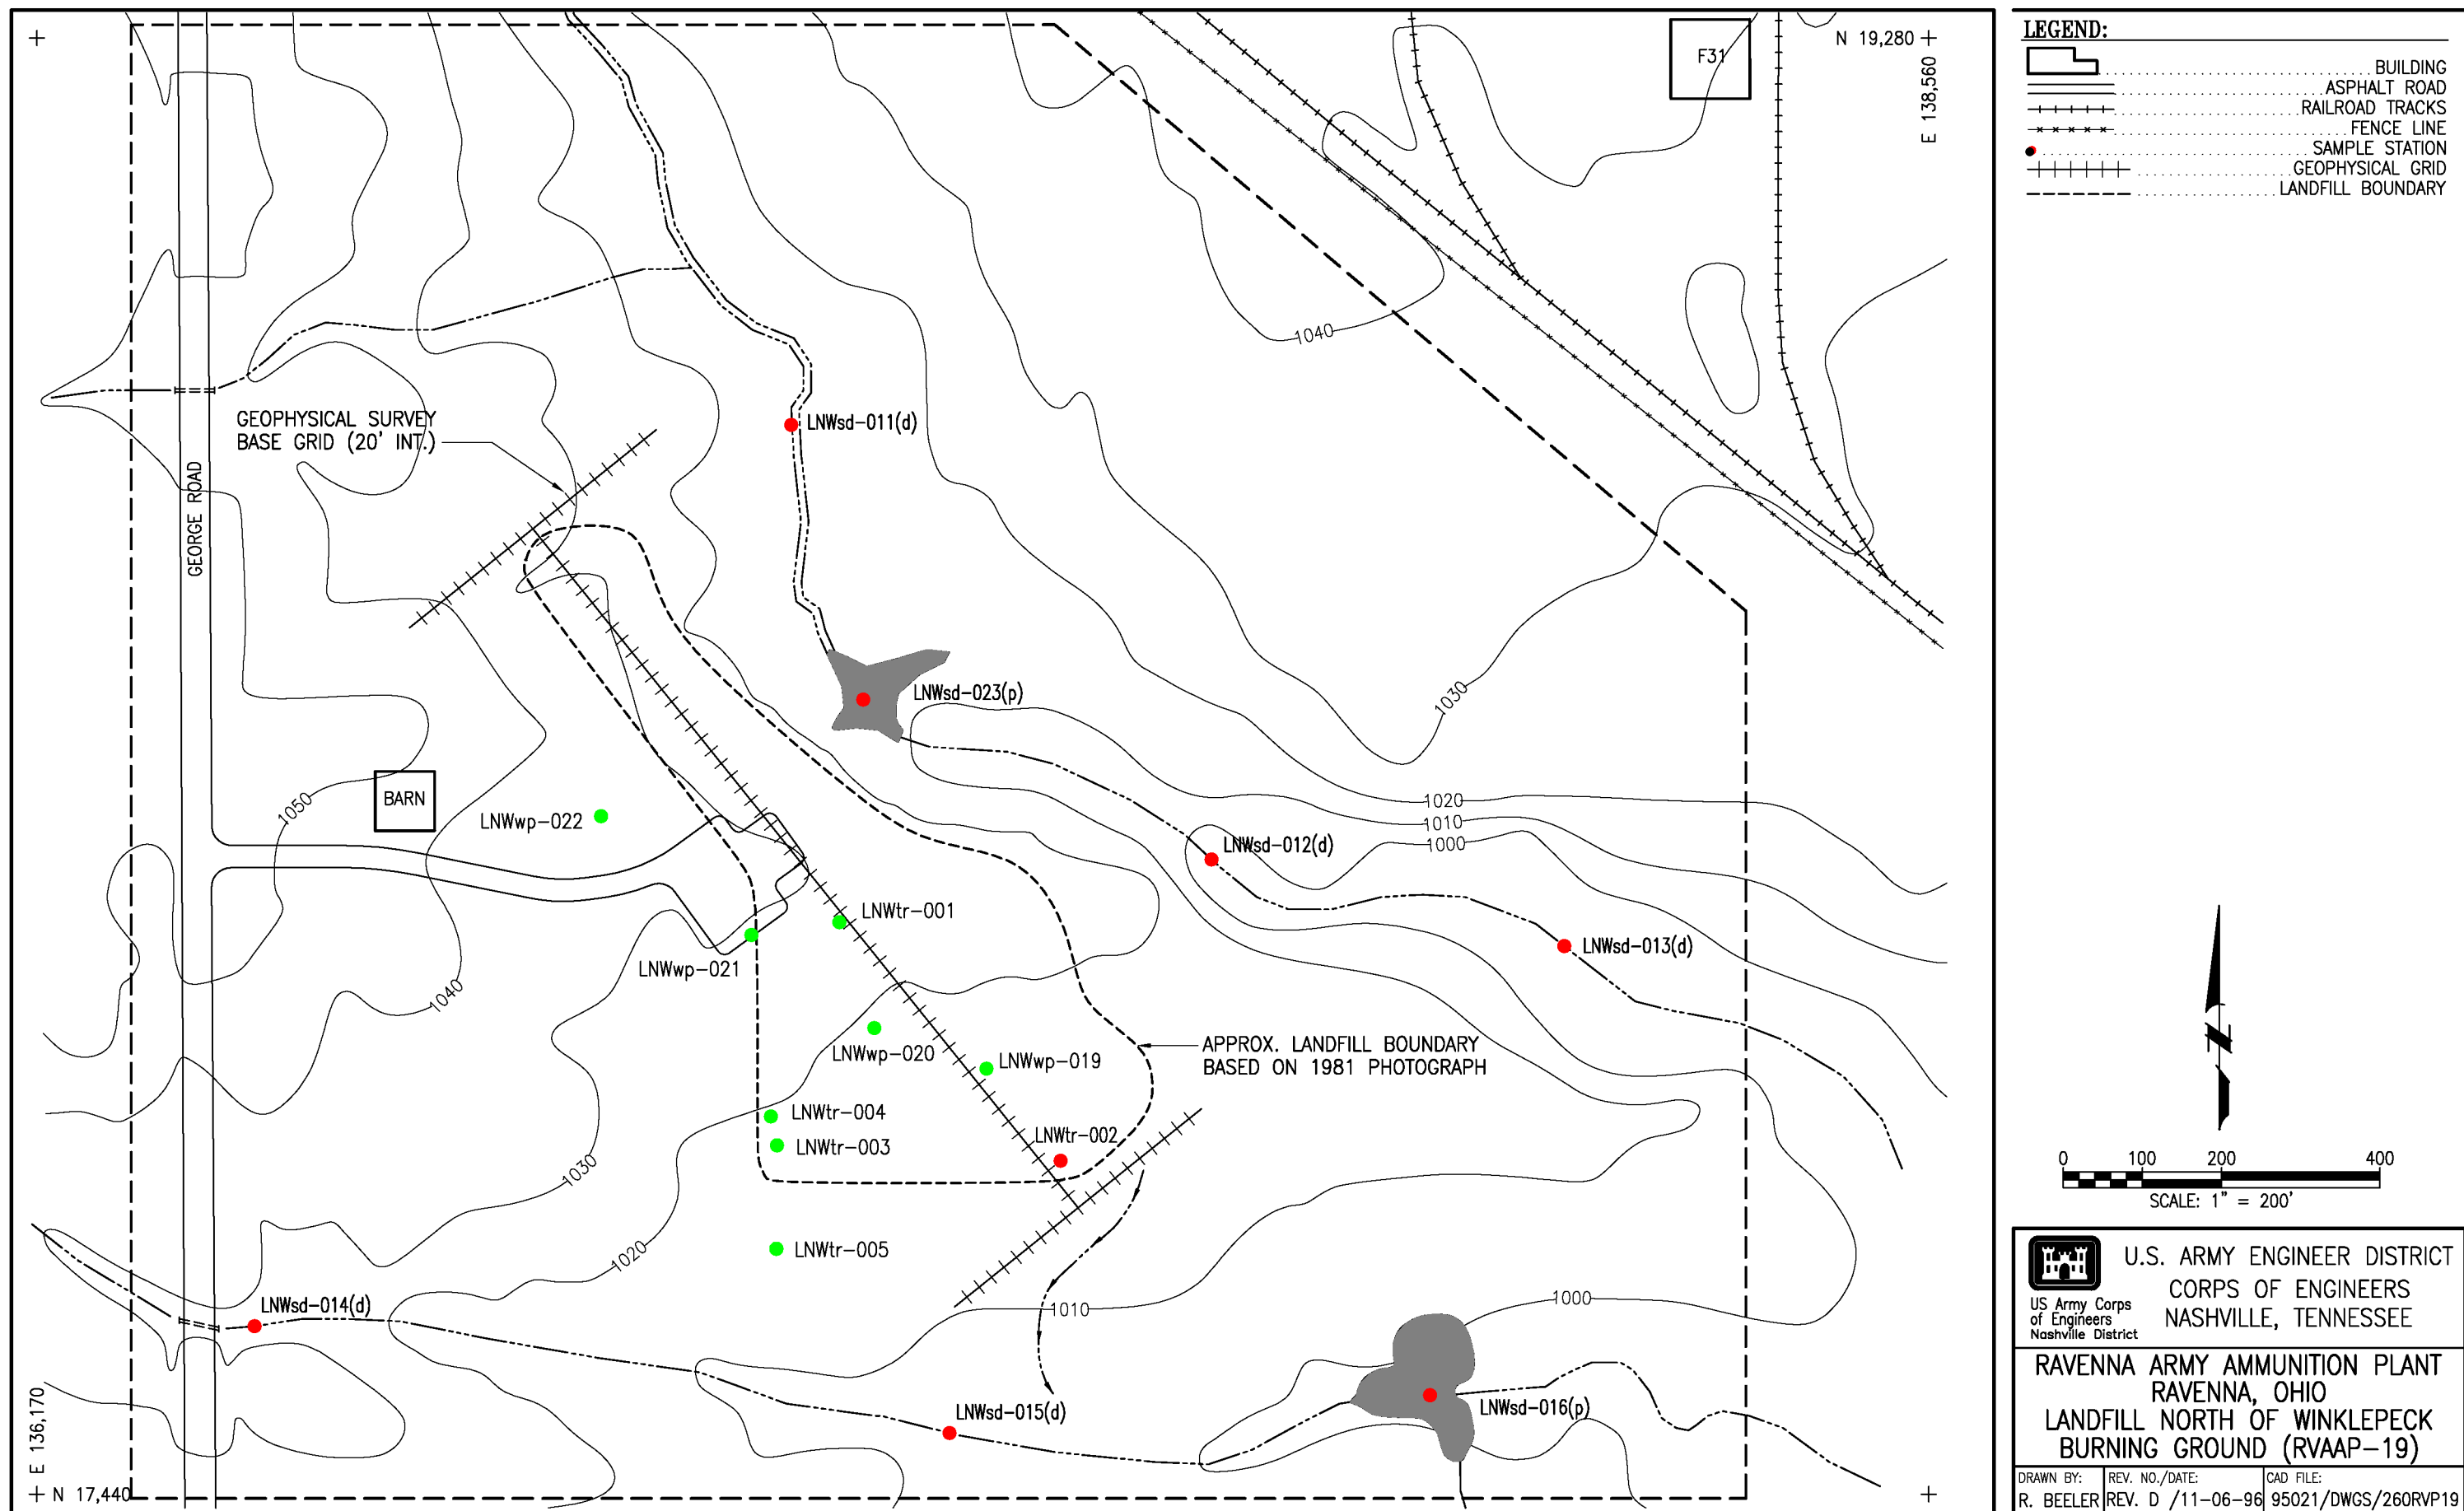 N 19,280
E 138,560
F31
1040
GEOPHYSICAL SURVEY
BASE GRID (20' INT.)
GEORGE ROAD
LNWsd-011(d)
LNWsd-023(p)
1030
1050
BARN
LNWwp-022
1020
1010
1000
LNWsd-012(d)
LNWtr-001
LNWsd-013(d)
LNWwp-021
1040
LNWwp-020
LNWwp-019
APPROX. LANDFILL BOUNDARY
BASED ON 1981 PHOTOGRAPH
LNWtr-004
LNWtr-003
LNWtr-002
1030
LNWtr-005
1020
LNWsd-014(d)
1010
1000
LNWsd-015(d)
LNWsd-016(p)
E 136,170
N 17,440
LEGEND:
BUILDING
ASPHALT ROAD
RAILROAD TRACKS
FENCE LINE
SAMPLE STATION
GEOPHYSICAL GRID
LANDFILL BOUNDARY
N
0 100 200 400
SCALE: 1" = 200'
U.S. ARMY ENGINEER DISTRICT
CORPS OF ENGINEERS
NASHVILLE, TENNESSEE
US Army Corps
of Engineers
Nashville District
RAVENNA ARMY AMMUNITION PLANT
RAVENNA, OHIO
LANDFILL NORTH OF WINKLEPECK
BURNING GROUND (RVAAP-19)
DRAWN BY: REV. NO./DATE: CAD FILE:
R. BEELER REV. D /11-06-96 95021/DWGS/260RVP19